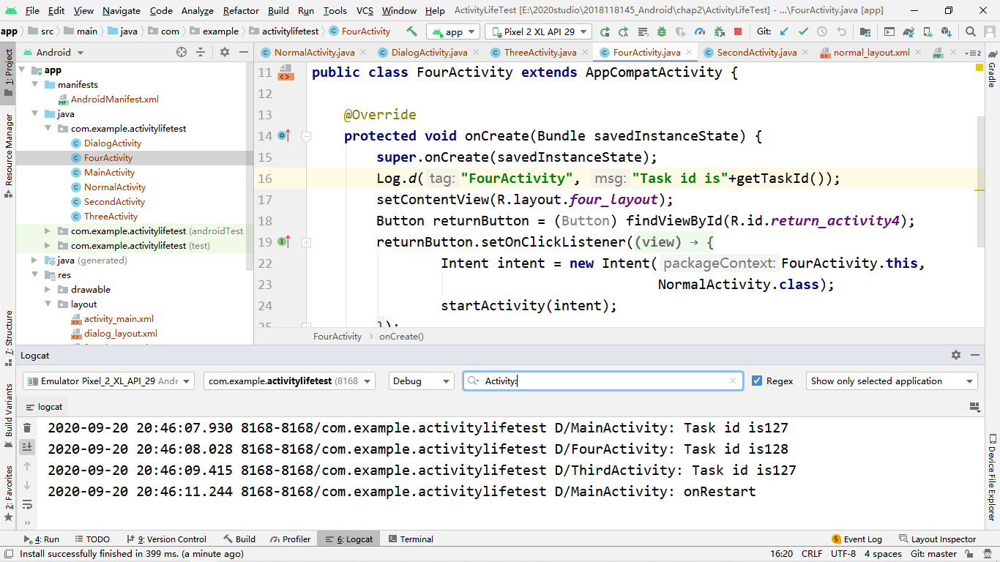 File Edit View Navigate Code Analyze Refactor Build Run Tools VCS Window Help ActivityLifeTest [E:\2020studio\2018118145_Android\chap2\ActivityLifeTest] - ...\FourActivity.java [app]
app src main java com example activitylifetest FourActivity app Pixel 2 XL API 29 Git:
1: Project
Resource Manager
Z: Structure
Build Variants
2: Favorites
Android
app
manifests
AndroidManifest.xml
java
com.example.activitylifetest
DialogActivity
FourActivity
MainActivity
NormalActivity
SecondActivity
ThreeActivity
com.example.activitylifetest (androidTest
com.example.activitylifetest (test)
java (generated)
res
drawable
layout
activity_main.xml
dialog_layout.xml
NormalActivity.java DialogActivity.java ThreeActivity.java FourActivity.java SecondActivity.java normal_layout.xml MF 2
11 public class FourActivity extends AppCompatActivity {
12
13 @Override
14 protected void onCreate(Bundle savedInstanceState) {
15 super.onCreate(savedInstanceState);
16 Log.d( tag: "FourActivity", msg: "Task id is"+getTaskId());
17 setContentView(R.layout.four_layout);
18 Button returnButton = (Button) findViewById(R.id.return_activity4);
19 returnButton.setOnClickListener((view) → {
22 Intent intent = new Intent( packageContext: FourActivity.this,
23 NormalActivity.class);
24 startActivity(intent);
25 });
FourActivity › onCreate()
Gradle
Device File Explorer
Logcat
Emulator Pixel_2_XL_API_29 Andr com.example.activitylifetest (8168 Debug Activity: Regex Show only selected application
logcat
2020-09-20 20:46:07.930 8168-8168/com.example.activitylifetest D/MainActivity: Task id is127
2020-09-20 20:46:08.028 8168-8168/com.example.activitylifetest D/FourActivity: Task id is128
2020-09-20 20:46:09.415 8168-8168/com.example.activitylifetest D/ThirdActivity: Task id is127
2020-09-20 20:46:11.244 8168-8168/com.example.activitylifetest D/MainActivity: onRestart
4: Run TODO 9: Version Control Build Profiler 6: Logcat Terminal 5 Event Log Layout Inspector
Install successfully finished in 399 ms. (a minute ago) 16:20 CRLF UTF-8 4 spaces Git: master